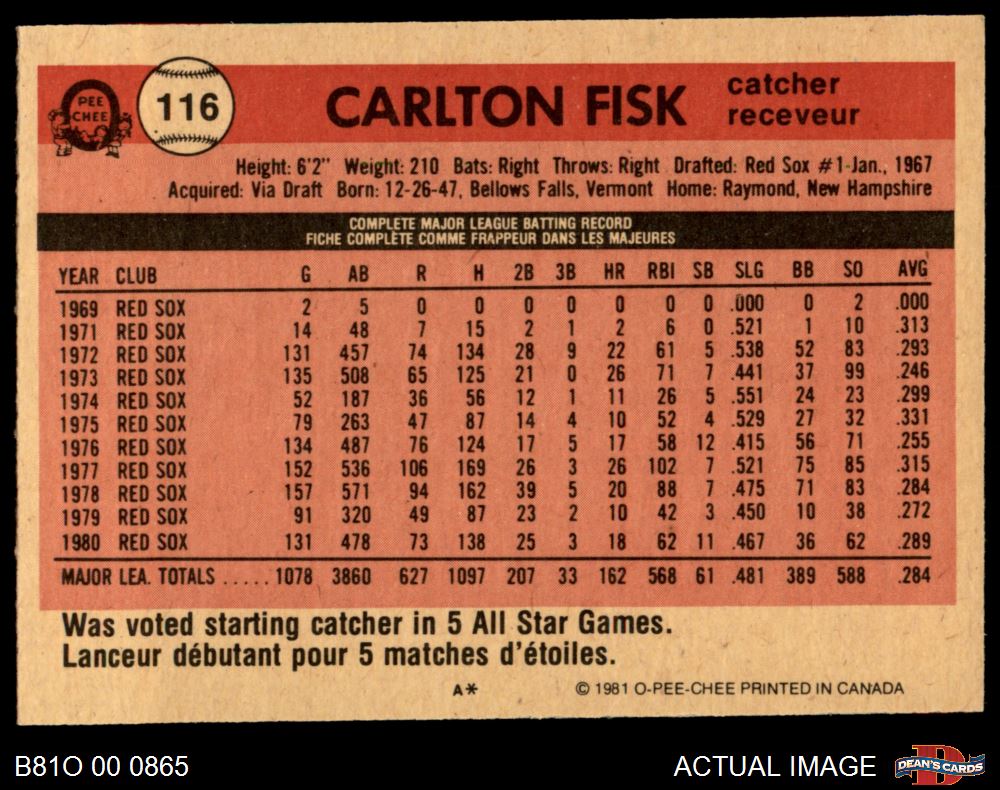 PEE
CHEE
116
CARLTON FISK
catcher
receveur
Height: 6'2" Weight: 210 Bats: Right Throws: Right Drafted: Red Sox #1-Jan., 1967
Acquired: Via Draft Born: 12-26-47, Bellows Falls, Vermont Home: Raymond, New Hampshire
COMPLETE MAJOR LEAGUE BATTING RECORD
FICHE COMPLÈTE COMME FRAPPEUR DANS LES MAJEURES
YEAR CLUB G AB R H 2B 3B HR RBI SB SLG BB SO AVG
1969 RED SOX 2 5 0 0 0 0 0 0 0 .000 0 2 .000
1971 RED SOX 14 48 7 15 2 1 2 6 0 .521 1 10 .313
1972 RED SOX 131 457 74 134 28 9 22 61 5 .538 52 83 .293
1973 RED SOX 135 508 65 125 21 0 26 71 7 .441 37 99 .246
1974 RED SOX 52 187 36 56 12 1 11 26 5 .551 24 23 .299
1975 RED SOX 79 263 47 87 14 4 10 52 4 .529 27 32 .331
1976 RED SOX 134 487 76 124 17 5 17 58 12 .415 56 71 .255
1977 RED SOX 152 536 106 169 26 3 26 102 7 .521 75 85 .315
1978 RED SOX 157 571 94 162 39 5 20 88 7 .475 71 83 .284
1979 RED SOX 91 320 49 87 23 2 10 42 3 .450 10 38 .272
1980 RED SOX 131 478 73 138 25 3 18 62 11 .467 36 62 .289
MAJOR LEA. TOTALS ..... 1078 3860 627 1097 207 33 162 568 61 .481 389 588 .284
Was voted starting catcher in 5 All Star Games.
Lanceur débutant pour 5 matches d'étoiles.
A* © 1981 O-PEE-CHEE PRINTED IN CANADA
B81O 00 0865
ACTUAL IMAGE
DEAN'S CARDS